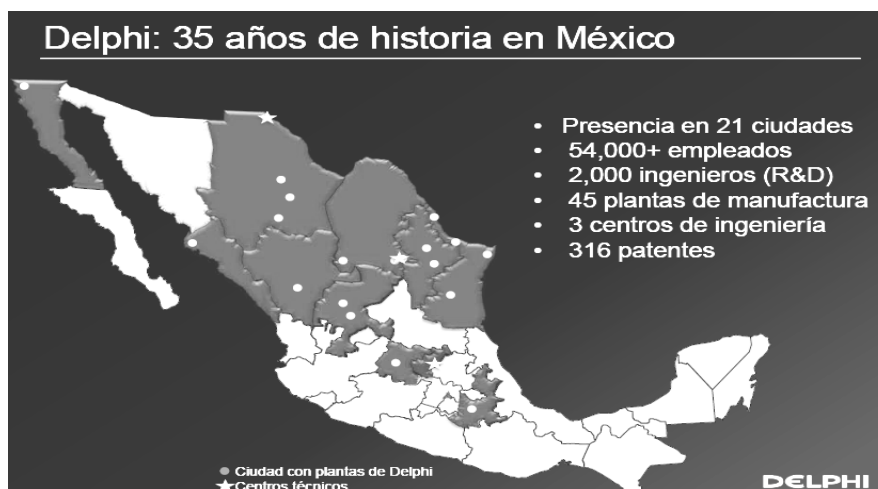 Delphi: 35 años de historia en México
• Presencia en 21 ciudades
• 54,000+ empleados
• 2,000 ingenieros (R&D)
• 45 plantas de manufactura
• 3 centros de ingeniería
• 316 patentes
Ciudad con plantas de Delphi
Centros técnicos
DELPHI